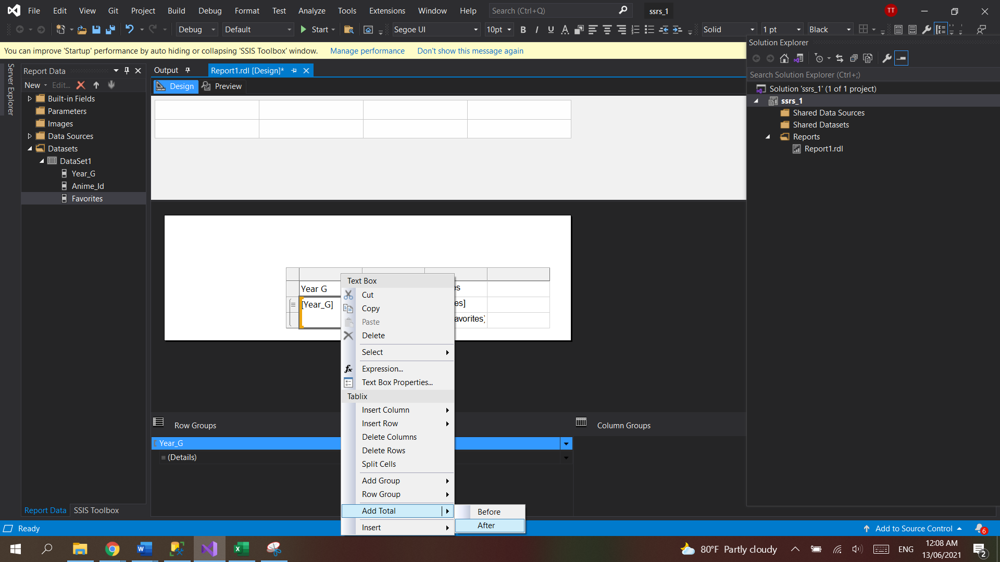 File Edit View Git Project Build Debug Format Test Analyze Tools Extensions Window Help Search (Ctrl+Q) ssrs_1 TT
Debug Default Start Segoe UI 10pt B I U A Solid 1 pt Black
You can improve 'Startup' performance by auto hiding or collapsing 'SSIS Toolbox' window. Manage performance Don't show this message again
Server Explorer
Report Data
New Edit...
Built-in Fields
Parameters
Images
Data Sources
Datasets
DataSet1
Year_G
Anime_Id
Favorites
Report Data SSIS Toolbox
Output Report1.rdl [Design]*
Design Preview
Year G es
[Year_G] es]
avorites)
Text Box
Cut
Copy
Paste
Delete
Select
fx Expression...
Text Box Properties...
Tablix
Insert Column
Insert Row
Delete Columns
Delete Rows
Split Cells
Add Group
Row Group
Add Total
Insert
Before
After
Row Groups
Year_G
(Details)
Column Groups
Solution Explorer
Search Solution Explorer (Ctrl+;)
Solution 'ssrs_1' (1 of 1 project)
ssrs_1
Shared Data Sources
Shared Datasets
Reports
Report1.rdl
Ready
Add to Source Control 6
80°F Partly cloudy ENG 12:08 AM
13/06/2021
2